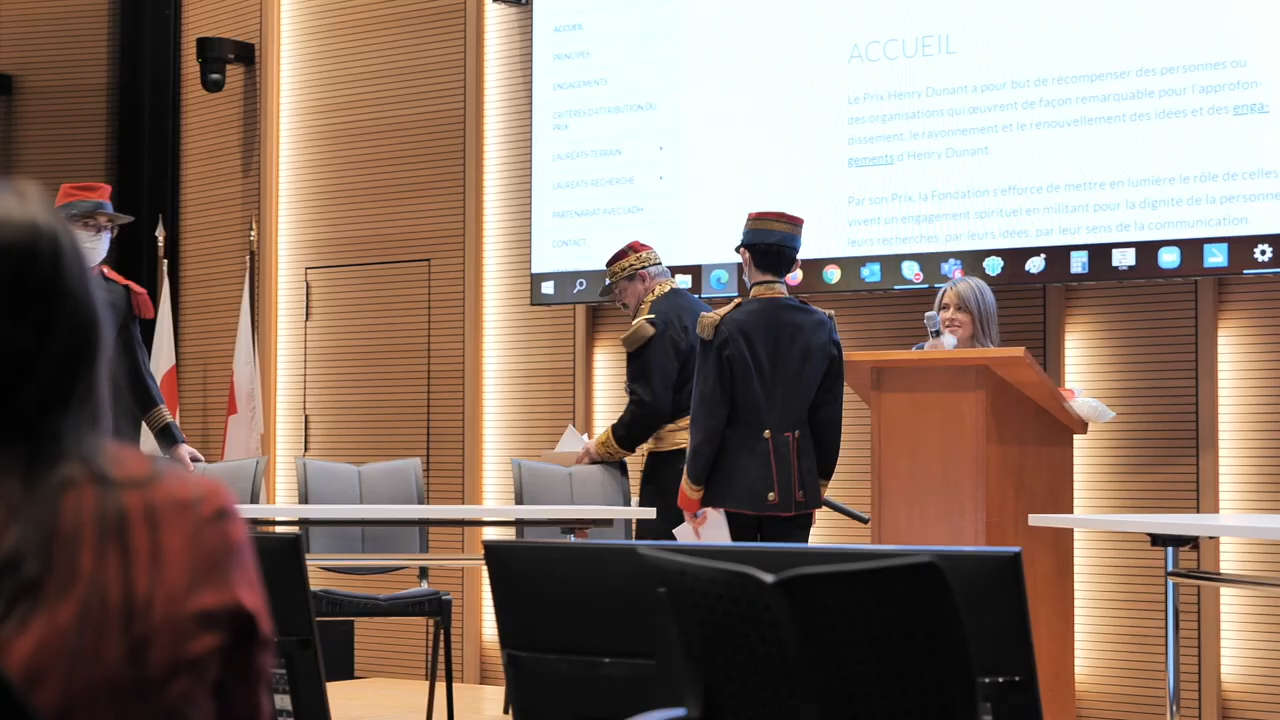 ACCUEIL
PRINCIPES
ENGAGEMENTS
CRITÈRES D'ATTRIBUTION DU
PRIX
LAURÉATS-TERRAIN
LAURÉATS-RECHERCHE
PARTENARIAT AVEC L'ADH
CONTACT
ACCUEIL
Le Prix Henry Dunant a pour but de récompenser des personnes ou
des organisations qui œuvrent de façon remarquable pour l'approfon-
dissement, le rayonnement et le renouvellement des idées et des enga-
gements d'Henry Dunant.
Par son Prix, la Fondation s'efforce de mettre en lumière le rôle de celles
vivent un engagement spirituel en militant pour la dignité de la personne
leurs recherches, par leurs idées, par leur sens de la communication.